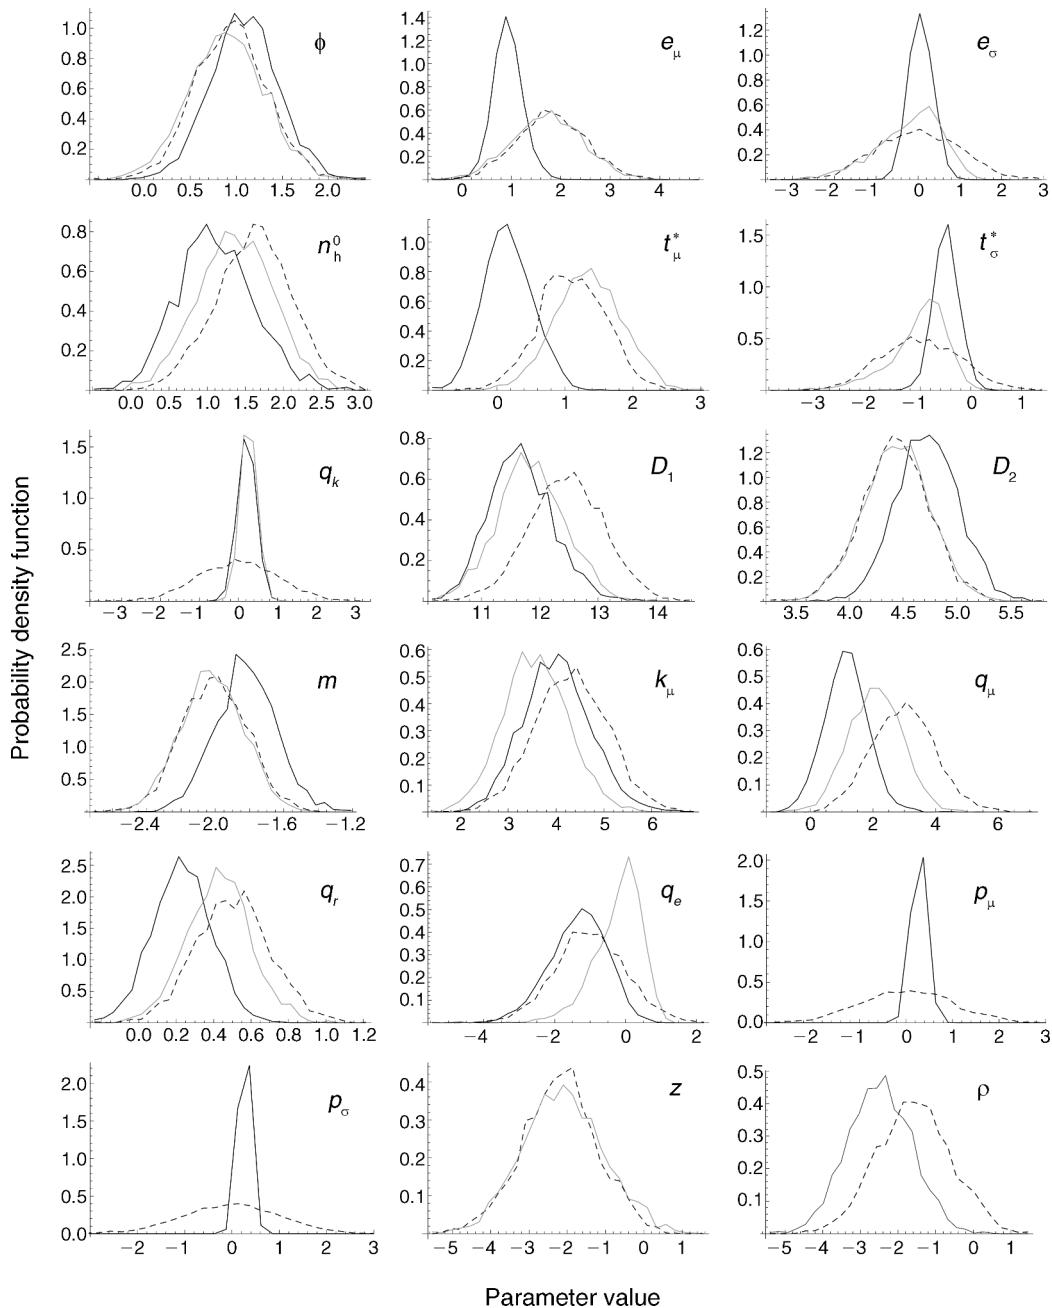 ϕ
1.0
0.8
0.6
0.4
0.2
0.0 0.5 1.0 1.5 2.0
e_μ
1.4
1.2
1.0
0.8
0.6
0.4
0.2
0 1 2 3 4
e_σ
1.2
1.0
0.8
0.6
0.4
0.2
−3 −2 −1 0 1 2 3
n_h^0
0.8
0.6
0.4
0.2
0.0 0.5 1.0 1.5 2.0 2.5 3.0
t_μ^*
1.0
0.8
0.6
0.4
0.2
0 1 2 3
t_σ^*
1.5
1.0
0.5
−3 −2 −1 0 1
q_k
1.5
1.0
0.5
−3 −2 −1 0 1 2 3
D_1
0.8
0.6
0.4
0.2
11 12 13 14
D_2
1.2
1.0
0.8
0.6
0.4
0.2
3.5 4.0 4.5 5.0 5.5
m
2.5
2.0
1.5
1.0
0.5
−2.4 −2.0 −1.6 −1.2
k_μ
0.6
0.5
0.4
0.3
0.2
0.1
2 3 4 5 6
q_μ
0.6
0.5
0.4
0.3
0.2
0.1
0 2 4 6
q_r
2.5
2.0
1.5
1.0
0.5
0.0 0.2 0.4 0.6 0.8 1.0 1.2
q_e
0.7
0.6
0.5
0.4
0.3
0.2
0.1
−4 −2 0 2
p_μ
2.0
1.5
1.0
0.5
0.0
−2 −1 0 1 2 3
p_σ
2.0
1.5
1.0
0.5
0.0
−2 −1 0 1 2 3
z
0.4
0.3
0.2
0.1
−5 −4 −3 −2 −1 0 1
ρ
0.5
0.4
0.3
0.2
0.1
−5 −4 −3 −2 −1 0 1
Probability density function
Parameter value